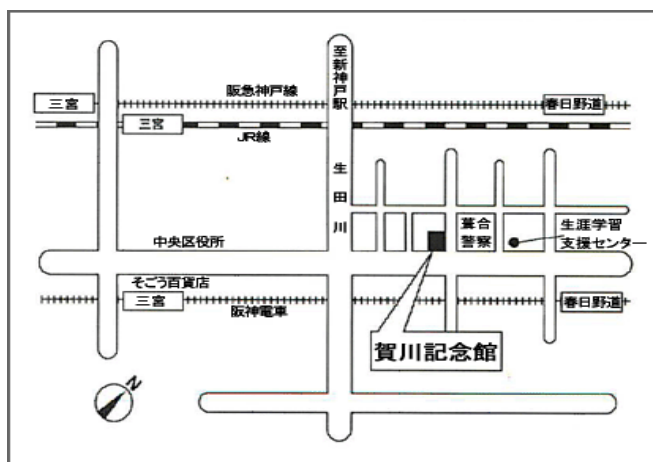 至新神戸駅
阪急神戸線
三宮
春日野道
三宮
JR線
生田川
中央区役所
葺合
警察
生涯学習
支援センター
そごう百貨店
三宮
阪神電車
春日野道
賀川記念館
N